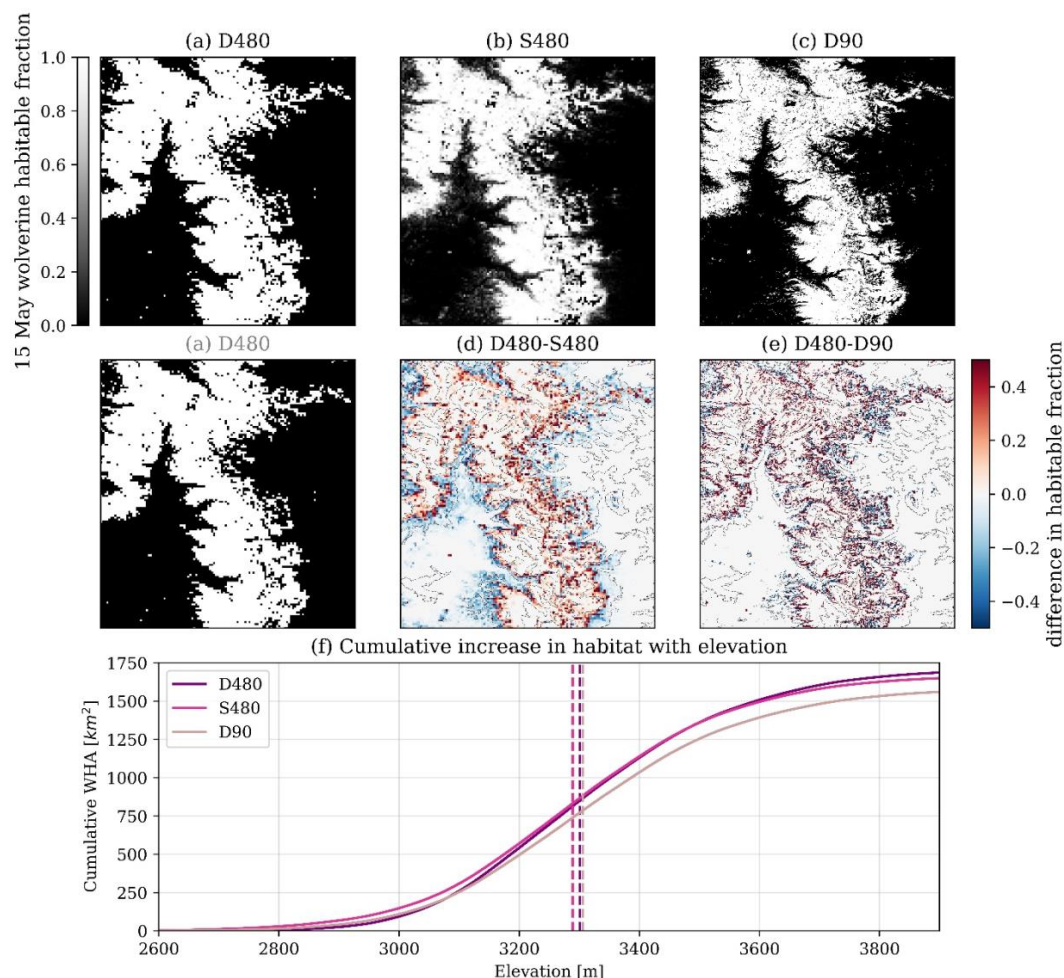 (a) D480
(b) S480
(c) D90
15 May wolverine habitable fraction
1.0
0.8
0.6
0.4
0.2
0.0
(a) D480
(d) D480-S480
(e) D480-D90
0.4
0.2
0.0
−0.2
−0.4
difference in habitable fraction
(f) Cumulative increase in habitat with elevation
Cumulative WHA [km²]
1750
1500
1250
1000
750
500
250
0
D480
S480
D90
2600
3000
3200
3400
3600
3800
Elevation [m]